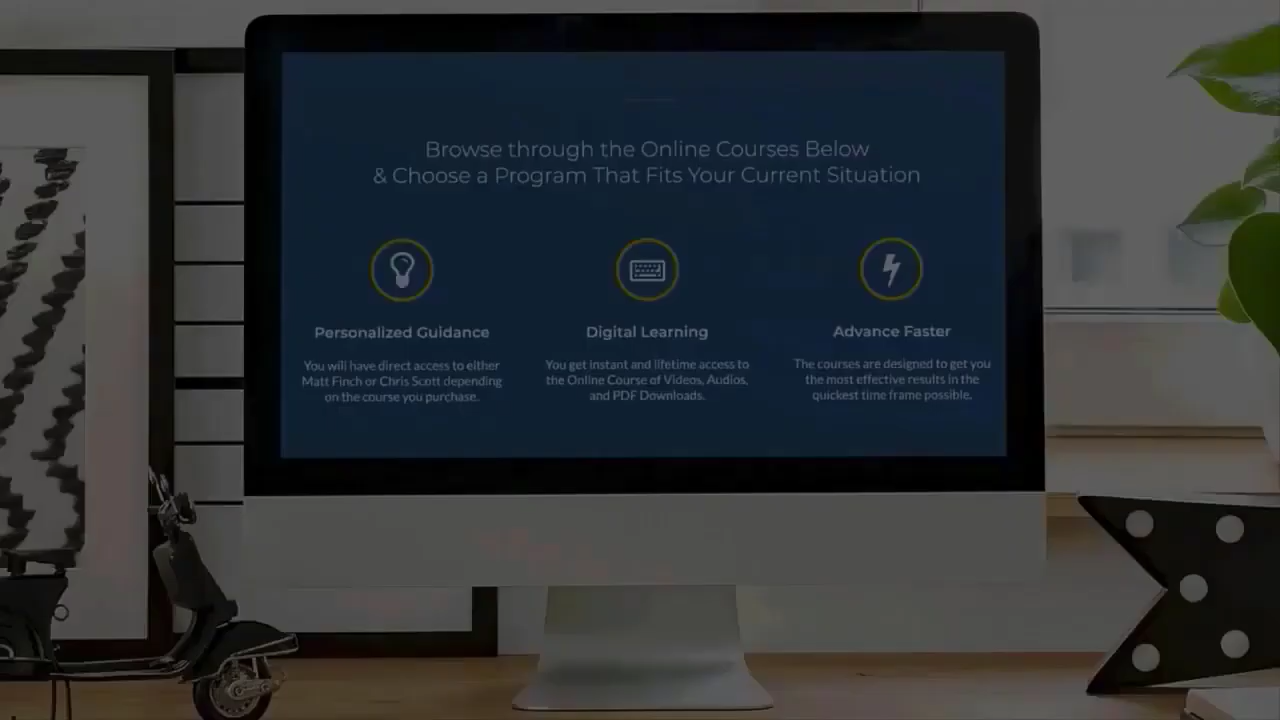 Browse through the Online Courses Below
& Choose a Program That Fits Your Current Situation
Personalized Guidance
You will have direct access to either
Matt Finch or Chris Scott depending
on the course you purchase.
Digital Learning
You get instant and lifetime access to
the Online Course of Videos, Audios,
and PDF Downloads.
Advance Faster
The courses are designed to get you
the most effective results in the
quickest time frame possible.